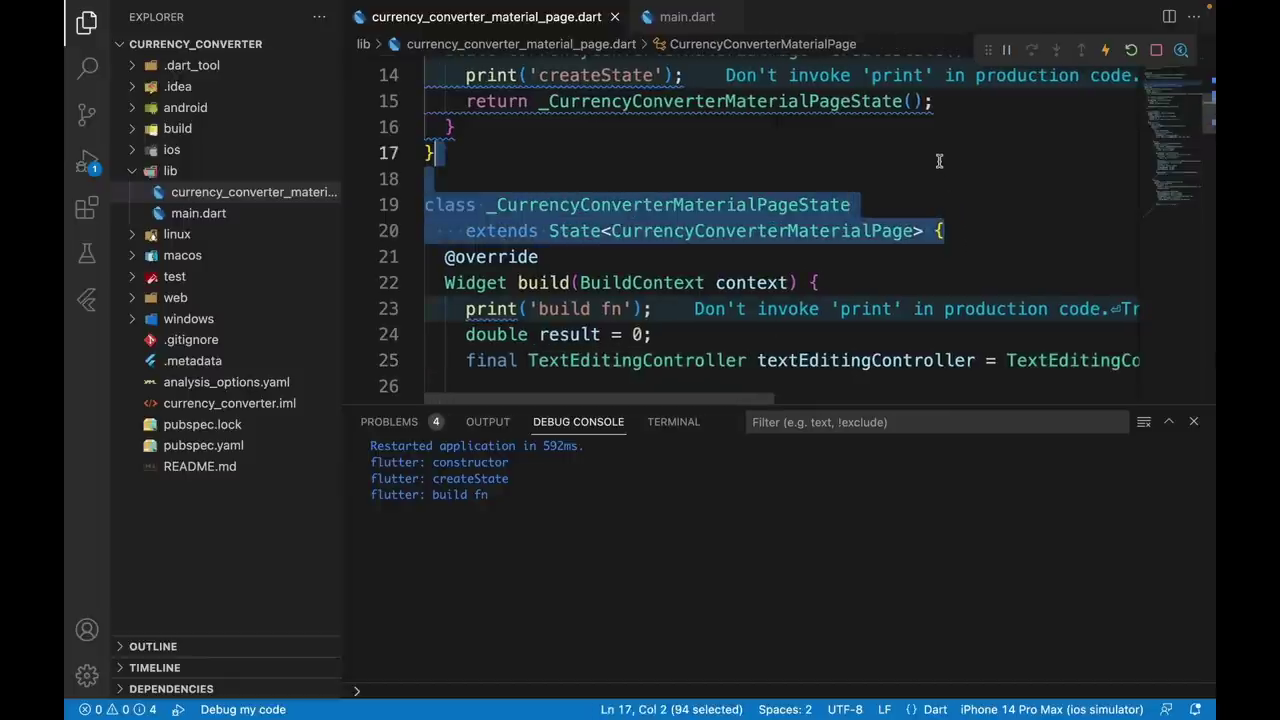 EXPLORER
CURRENCY_CONVERTER
.dart_tool
.idea
android
build
ios
lib
currency_converter_materi...
main.dart
linux
macos
test
web
windows
.gitignore
.metadata
analysis_options.yaml
currency_converter.iml
pubspec.lock
pubspec.yaml
README.md
OUTLINE
TIMELINE
DEPENDENCIES
1
currency_converter_material_page.dart
main.dart
lib > currency_converter_material_page.dart > CurrencyConverterMaterialPage
14 print('createState'); Don't invoke 'print' in production code.
15 return _CurrencyConverterMaterialPageState();
16 }
17 }
18
19 class _CurrencyConverterMaterialPageState
20 extends State<CurrencyConverterMaterialPage> {
21 @override
22 Widget build(BuildContext context) {
23 print('build fn'); Don't invoke 'print' in production code.⏎Tr
24 double result = 0;
25 final TextEditingController textEditingController = TextEditingCo
26
PROBLEMS 4 OUTPUT DEBUG CONSOLE TERMINAL Filter (e.g. text, !exclude)
Restarted application in 592ms.
flutter: constructor
flutter: createState
flutter: build fn
>
0 0 4 Debug my code Ln 17, Col 2 (94 selected) Spaces: 2 UTF-8 LF {} Dart iPhone 14 Pro Max (ios simulator)